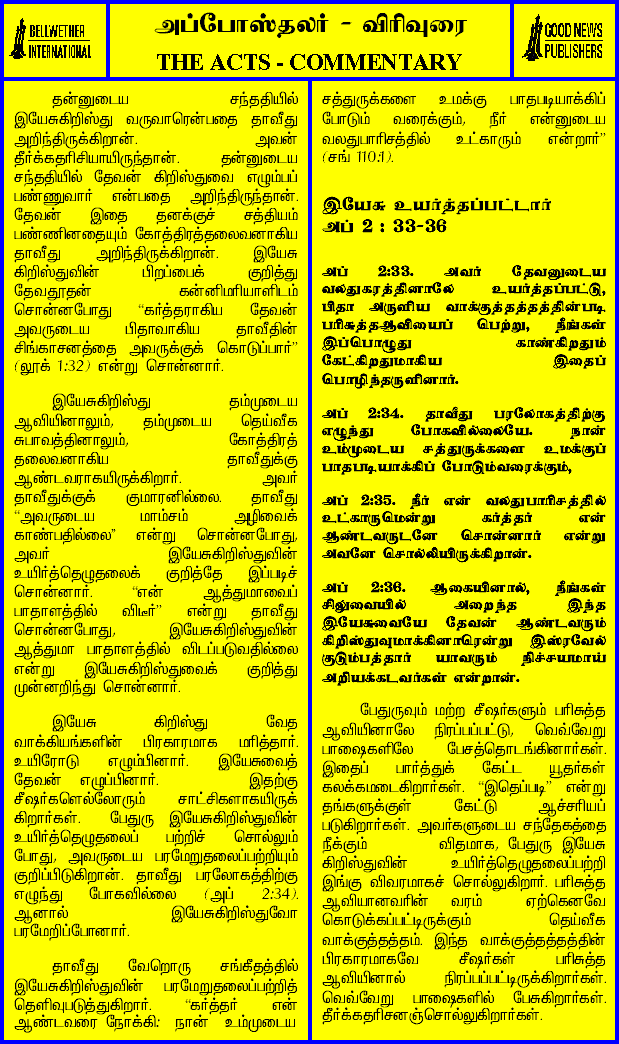 BELLWETHER
INTERNATIONAL
அப்போஸ்தலர் - விரிவுரை
THE ACTS - COMMENTARY
GOOD NEWS
PUBLISHERS
தன்னுடைய சந்ததியில்
இயேசுகிறிஸ்து வருவாரென்பதை தாவீது
அறிந்திருக்கிறான். அவன்
தீர்க்கதரிசியாயிருந்தான். தன்னுடைய
சந்ததியில் தேவன் கிறிஸ்துவை எழும்பப்
பண்ணுவார் என்பதை அறிந்திருந்தான்.
தேவன் இதை தனக்குச் சத்தியம்
பண்ணினதையும் கோத்திரத்தலைவனாகிய
தாவீது அறிந்திருக்கிறான். இயேசு
கிறிஸ்துவின் பிறப்பைக் குறித்து
தேவதூதன் கன்னிமரியாளிடம்
சொன்னபோது “கர்த்தராகிய தேவன்
அவருடைய பிதாவாகிய தாவீதின்
சிங்காசனத்தை அவருக்குக் கொடுப்பார்”
(லூக் 1:32) என்று சொன்னார்.
இயேசுகிறிஸ்து தம்முடைய
ஆவியினாலும், தம்முடைய தெய்வீக
சுபாவத்தினாலும், கோத்திரத்
தலைவனாகிய தாவீதுக்கு
ஆண்டவராகயிருக்கிறார். அவர்
தாவீதுக்குக் குமாரனில்லை. தாவீது
“அவருடைய மாம்சம் அழிவைக்
காண்பதில்லை” என்று சொன்னபோது,
அவர் இயேசுகிறிஸ்துவின்
உயிர்த்தெழுதலைக் குறித்தே இப்படிச்
சொன்னார். “என் ஆத்துமாவைப்
பாதாளத்தில் விடீர்” என்று தாவீது
சொன்னபோது, இயேசுகிறிஸ்துவின்
ஆத்துமா பாதாளத்தில் விடப்படுவதில்லை
என்று இயேசுகிறிஸ்துவைக் குறித்து
முன்னறிந்து சொன்னார்.
இயேசு கிறிஸ்து வேத
வாக்கியங்களின் பிரகாரமாக மரித்தார்.
உயிரோடு எழும்பினார். இயேசுவைத்
தேவன் எழுப்பினார். இதற்கு
சீஷர்களெல்லோரும் சாட்சிகளாகயிருக்
கிறார்கள். பேதுரு இயேசுகிறிஸ்துவின்
உயிர்த்தெழுதலைப் பற்றிச் சொல்லும்
போது, அவருடைய பரமேறுதலைப்பற்றியும்
குறிப்பிடுகிறான். தாவீது பரலோகத்திற்கு
எழுந்து போகவில்லை (அப் 2:34).
ஆனால் இயேசுகிறிஸ்துவோ
பரமேறிப்போனார்.
தாவீது வேறொரு சங்கீதத்தில்
இயேசுகிறிஸ்துவின் பரமேறுதலைப்பற்றித்
தெளிவுபடுத்துகிறார். “கர்த்தர் என்
ஆண்டவரை நோக்கி: நான் உம்முடைய
சத்துருக்களை உமக்கு பாதபடியாக்கிப்
போடும் வரைக்கும், நீர் என்னுடைய
வலதுபாரிசத்தில் உட்காரும் என்றார்”
(சங் 110:1).
இயேசு உயர்த்தப்பட்டார்
அப் 2 : 33-36
அப் 2:33. அவர் தேவனுடைய
வலதுகரத்தினாலே உயர்த்தப்பட்டு,
பிதா அருளிய வாக்குத்தத்தத்தின்படி
பரிசுத்தஆவியைப் பெற்று, நீங்கள்
இப்பொழுது காண்கிறதும்
கேட்கிறதுமாகிய இதைப்
பொழிந்தருளினார்.
அப் 2:34. தாவீது பரலோகத்திற்கு
எழுந்து போகவில்லையே. நான்
உம்முடைய சத்துருக்களை உமக்குப்
பாதபடியாக்கிப் போடும்வரைக்கும்,
அப் 2:35. நீர் என் வலதுபாரிசத்தில்
உட்காருமென்று கர்த்தர் என்
ஆண்டவருடனே சொன்னார் என்று
அவனே சொல்லியிருக்கிறான்.
அப் 2:36. ஆகையினால், நீங்கள்
சிலுவையில் அறைந்த இந்த
இயேசுவையே தேவன் ஆண்டவரும்
கிறிஸ்துவுமாக்கினாரென்று இஸ்ரவேல்
குடும்பத்தார் யாவரும் நிச்சயமாய்
அறியக்கடவர்கள் என்றான்.
பேதுருவும் மற்ற சீஷர்களும் பரிசுத்த
ஆவியினாலே நிரப்பப்பட்டு, வெவ்வேறு
பாஷைகளிலே பேசத்தொடங்கினார்கள்.
இதைப் பார்த்துக் கேட்ட யூதர்கள்
கலக்கமடைகிறார்கள். “இதெப்படி” என்று
தங்களுக்குள் கேட்டு ஆச்சரியப்
படுகிறார்கள். அவர்களுடைய சந்தேகத்தை
நீக்கும் விதமாக, பேதுரு இயேசு
கிறிஸ்துவின் உயிர்த்தெழுதலைப்பற்றி
இங்கு விவரமாகச் சொல்லுகிறார். பரிசுத்த
ஆவியானவரின் வரம் ஏற்கெனவே
கொடுக்கப்பட்டிருக்கும் தெய்வீக
வாக்குத்தத்தம். இந்த வாக்குத்தத்தத்தின்
பிரகாரமாகவே சீஷர்கள் பரிசுத்த
ஆவியினால் நிரப்பப்பட்டிருக்கிறார்கள்.
வெவ்வேறு பாஷைகளில் பேசுகிறார்கள்.
தீர்க்கதரிசனஞ்சொல்லுகிறார்கள்.